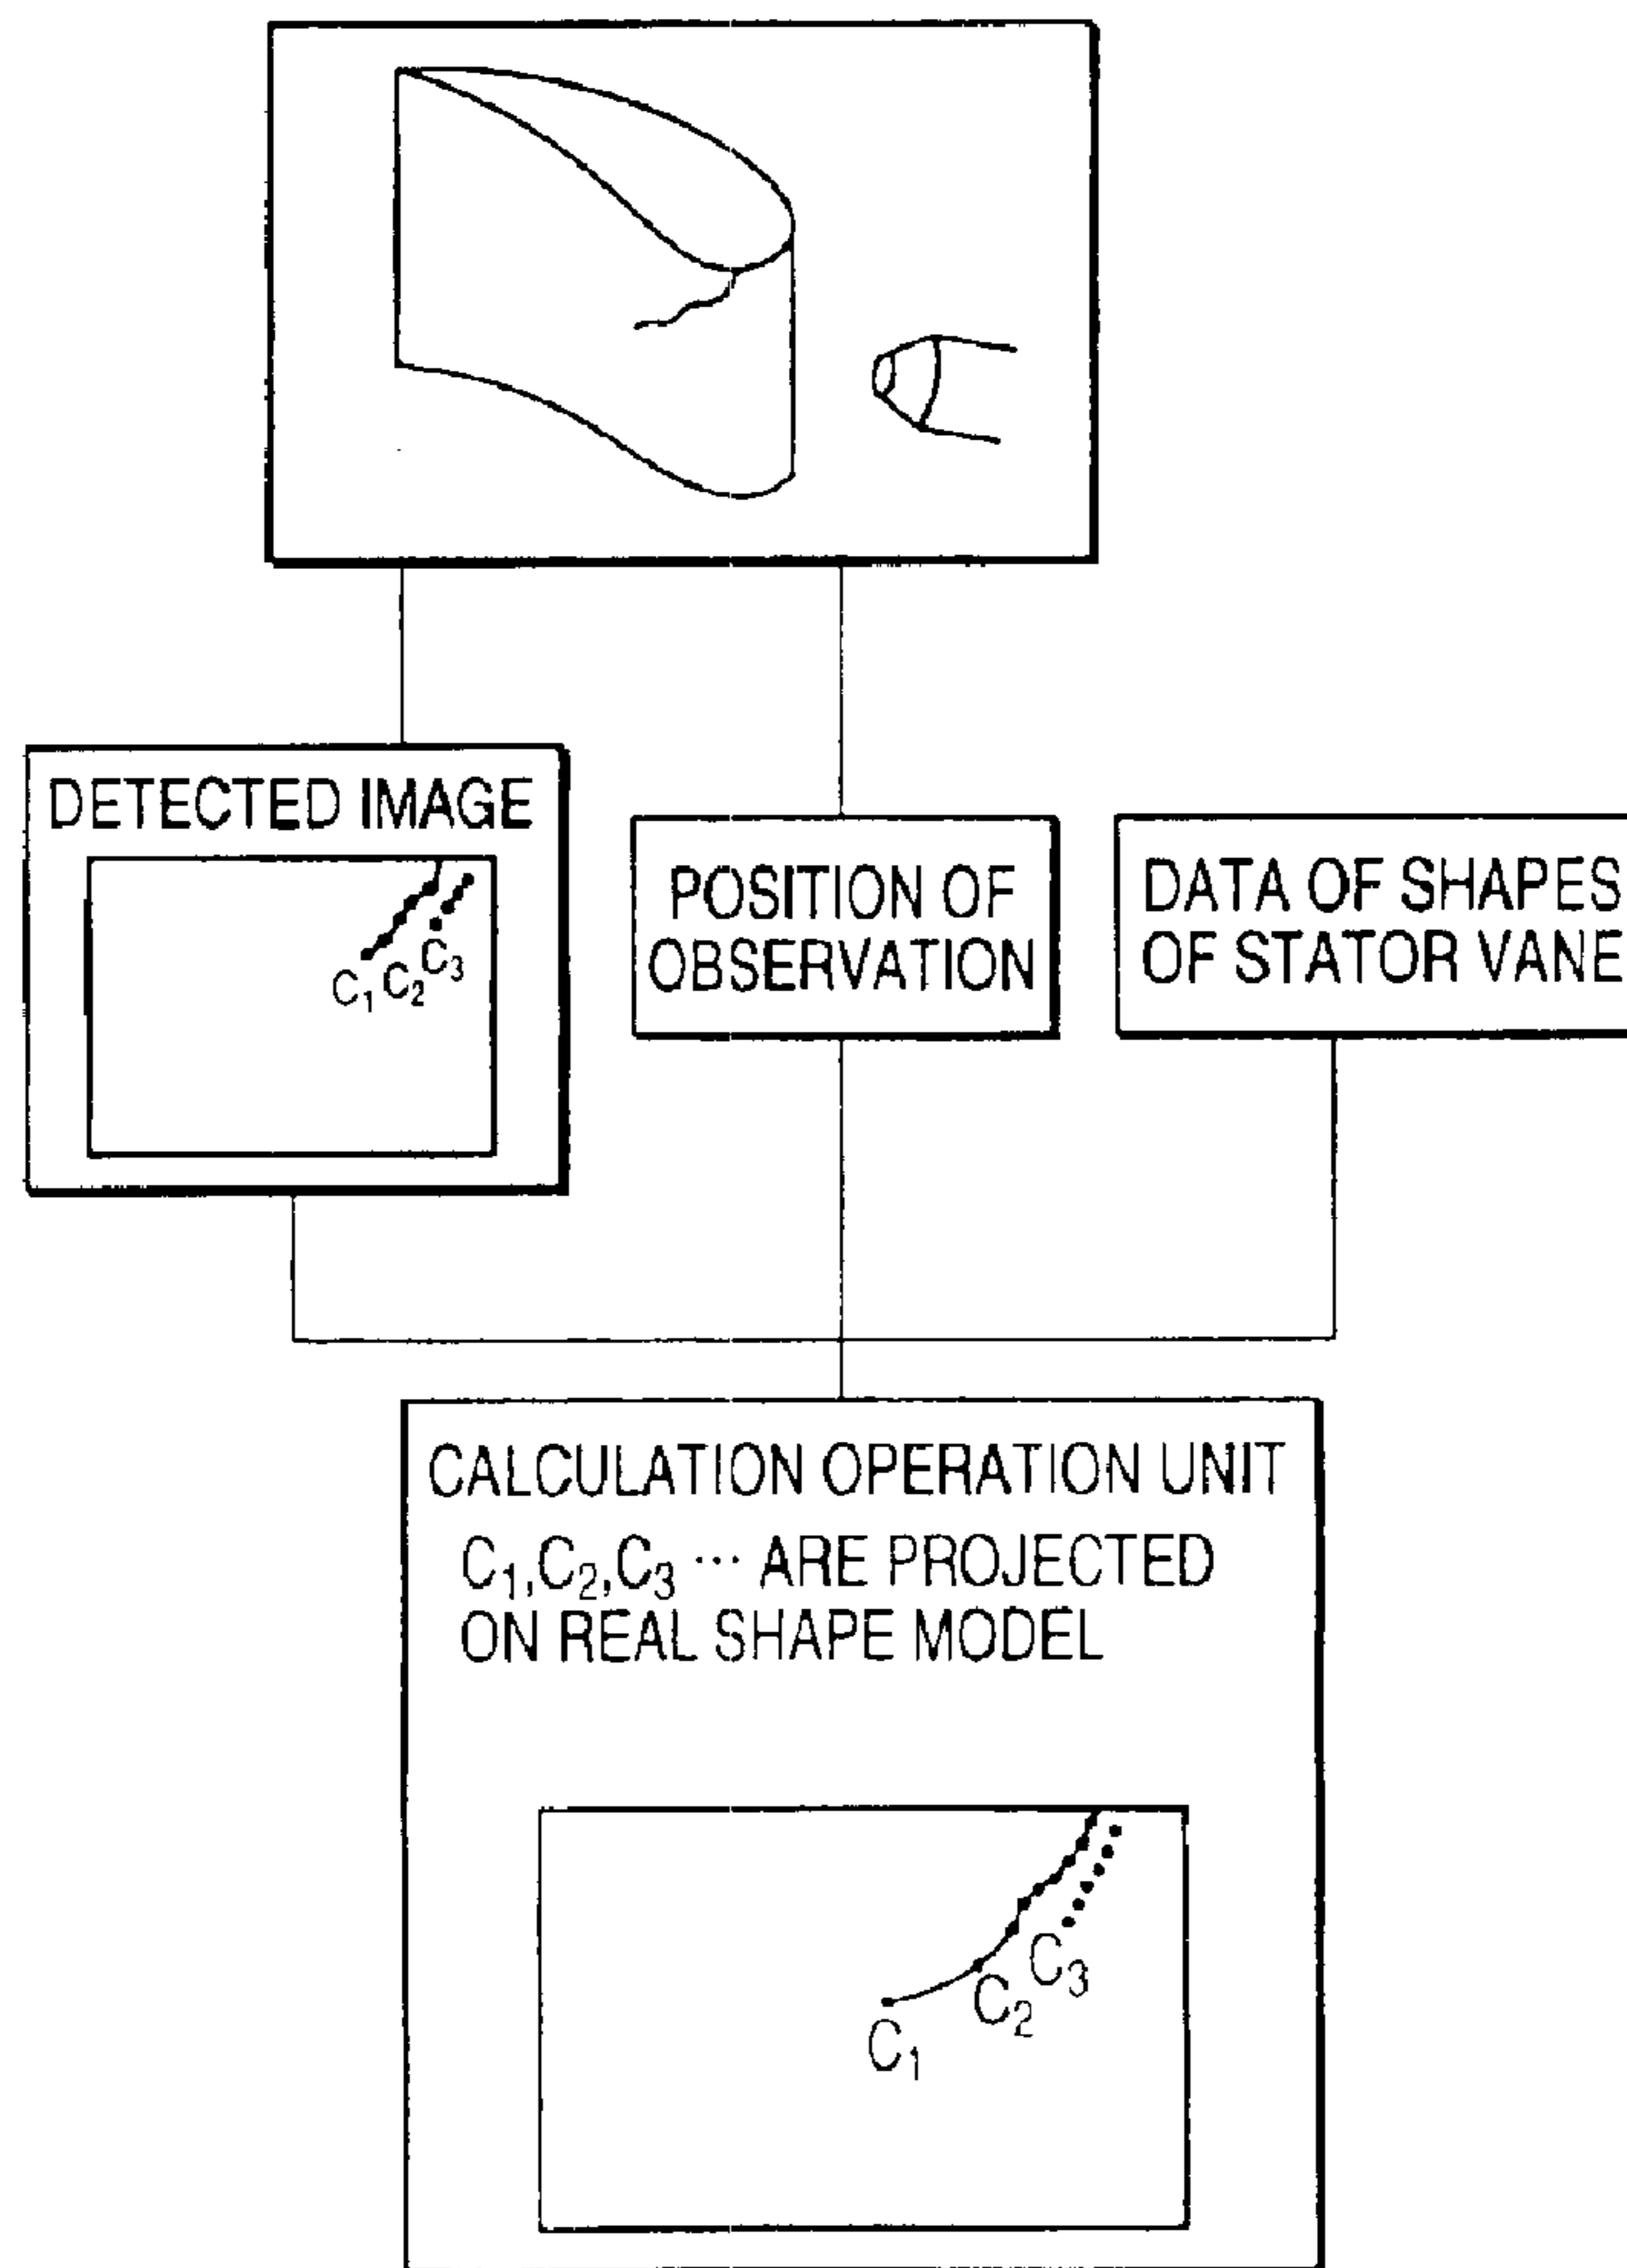 DETECTED IMAGE
C₁ C₂ C₃
POSITION OF
OBSERVATION
DATA OF SHAPES
OF STATOR VANE
CALCULATION OPERATION UNIT
C₁,C₂,C₃ ··· ARE PROJECTED
ON REAL SHAPE MODEL
C₁ C₂ C₃